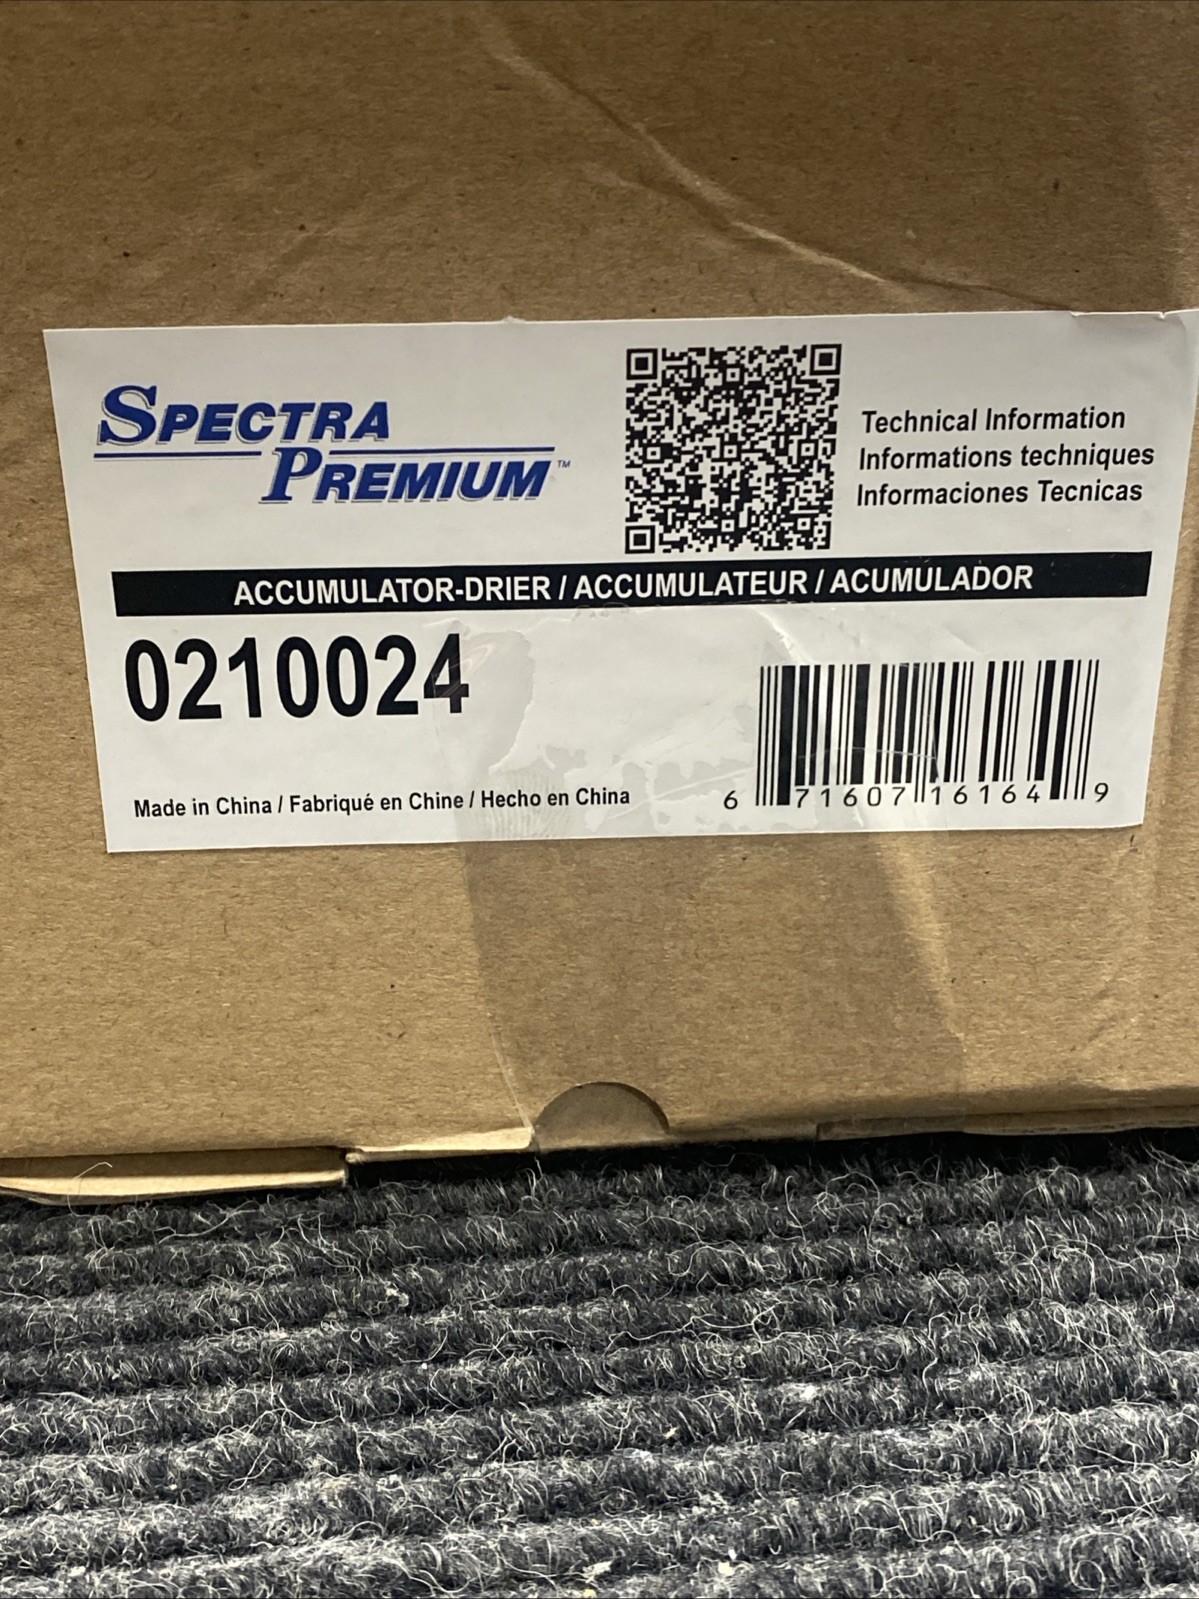 SPECTRA
PREMIUM™
Technical Information
Informations techniques
Informaciones Tecnicas
ACCUMULATOR-DRIER / ACCUMULATEUR / ACUMULADOR
0210024
Made in China / Fabriqué en Chine / Hecho en China
6 71607 16164 9